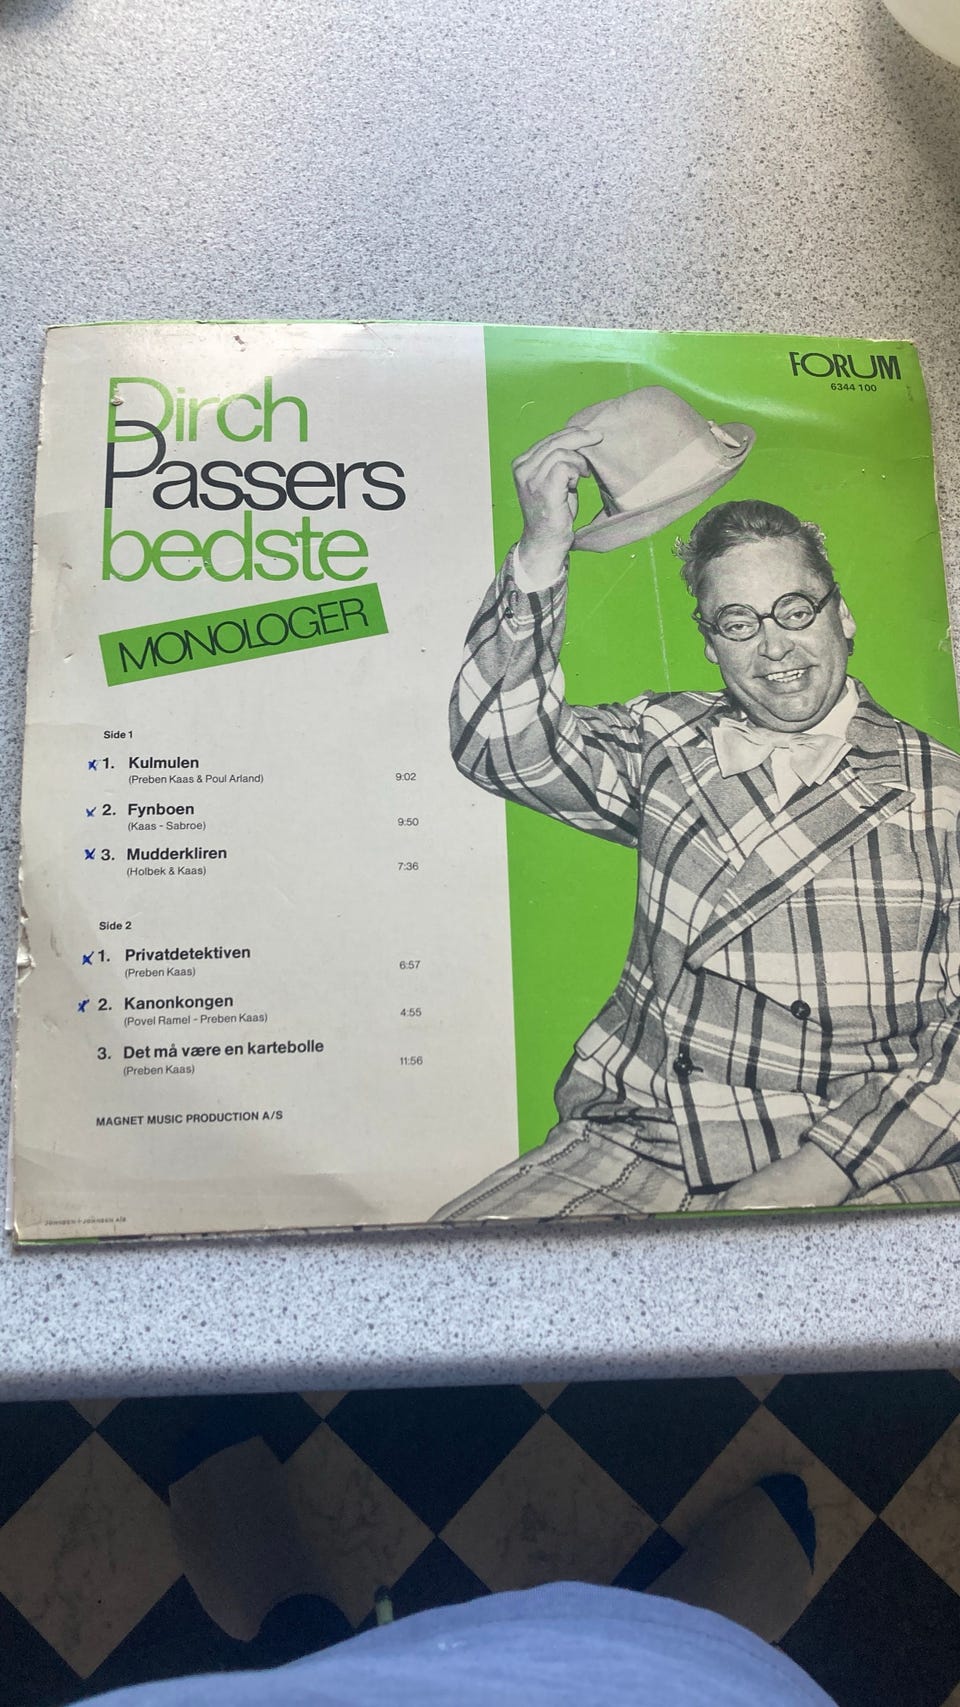 FORUM
6344 100
Dirch
Passers
bedste
MONOLOGER
Side 1
x 1. Kulmulen
(Preben Kaas & Poul Arland) 9:02
x 2. Fynboen
(Kaas - Sabroe) 9:50
x 3. Mudderkliren
(Holbek & Kaas) 7:36
Side 2
x 1. Privatdetektiven
(Preben Kaas) 6:57
x 2. Kanonkongen
(Povel Ramel - Preben Kaas) 4:55
3. Det må være en kartebolle
(Preben Kaas) 11:56
MAGNET MUSIC PRODUCTION A/S
JOHNSEN + JOHNSEN A/S